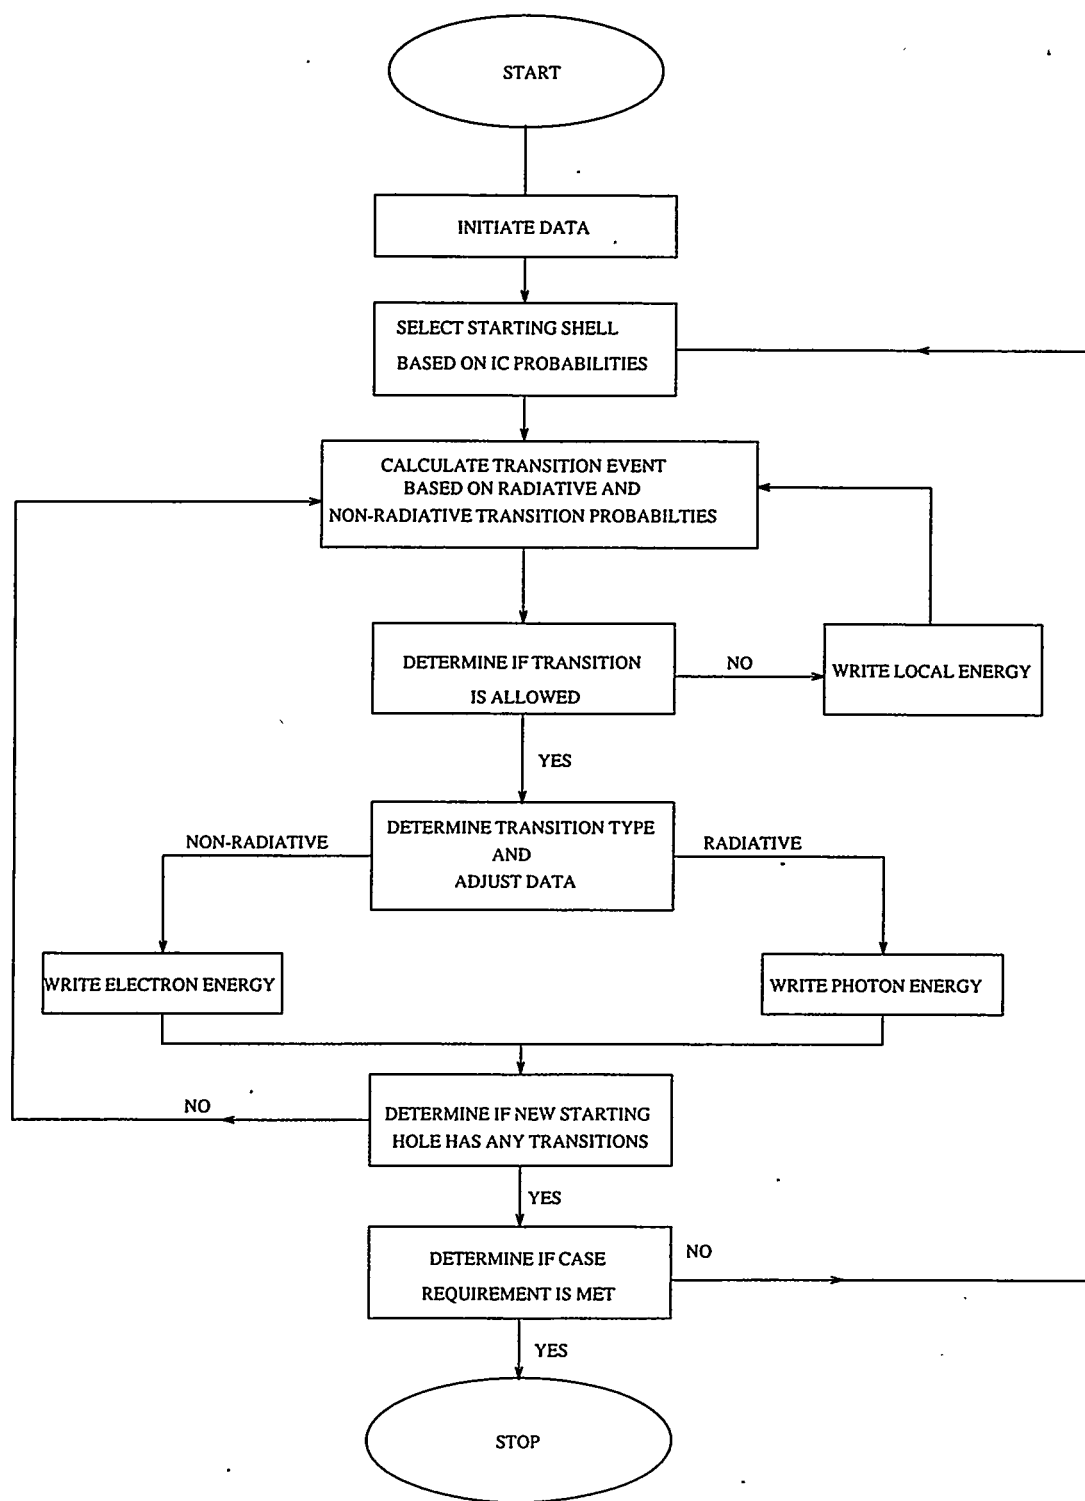 START
INITIATE DATA
SELECT STARTING SHELL
BASED ON IC PROBABILITIES
CALCULATE TRANSITION EVENT
BASED ON RADIATIVE AND
NON-RADIATIVE TRANSITION PROBABILTIES
DETERMINE IF TRANSITION
IS ALLOWED
NO
WRITE LOCAL ENERGY
YES
NON-RADIATIVE
DETERMINE TRANSITION TYPE
AND
ADJUST DATA
RADIATIVE
WRITE ELECTRON ENERGY
WRITE PHOTON ENERGY
NO
DETERMINE IF NEW STARTING
HOLE HAS ANY TRANSITIONS
YES
DETERMINE IF CASE
REQUIREMENT IS MET
NO
YES
STOP